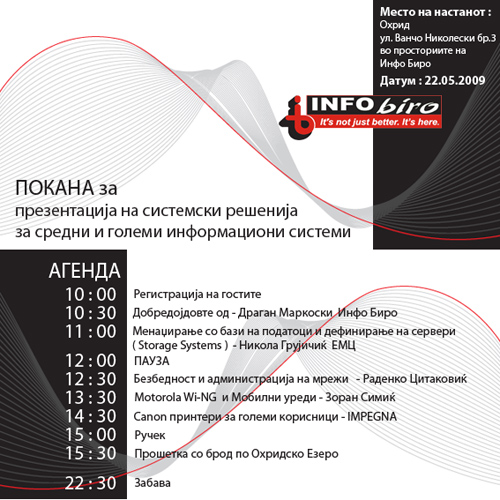 Место на настанот :
Охрид
ул. Ванчо Николески бр.3
во просториите на
Инфо Биро
Датум : 22.05.2009
INFO biro
It's not just better. It's here.
ПОКАНА за
презентација на системски решенија
за средни и големи информациони системи
АГЕНДА
10 : 00 Регистрација на гостите
10 : 30 Добредојдовте од - Драган Маркоски Инфо Биро
11 : 00 Менаџирање со бази на податоци и дефинирање на сервери
( Storage Systems ) - Никола Грујичиќ ЕМЦ
12 : 00 ПАУЗА
12 : 30 Безбедност и администрација на мрежи - Раденко Цитаковиќ
13 : 30 Motorola Wi-NG и Мобилни уреди - Зоран Симиќ
14 : 30 Canon принтери за големи корисници - IMPEGNA
15 : 00 Ручек
15 : 30 Прошетка со брод по Охридско Езеро
22 : 30 Забава